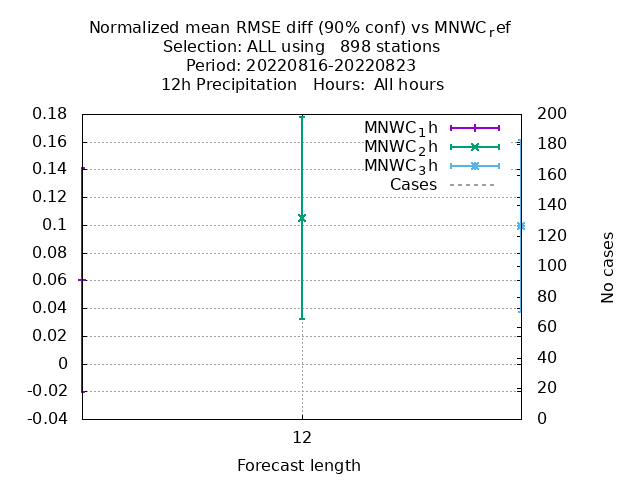 Normalized mean RMSE diff (90% conf) vs MNWC_ref
Selection: ALL using   898 stations
Period: 20220816-20220823
12h Precipitation   Hours:  All hours
0.18
0.16
0.14
0.12
0.1
0.08
0.06
0.04
0.02
0
-0.02
-0.04
MNWC_1h
MNWC_2h
MNWC_3h
Cases
200
180
160
140
120
100
80
60
40
20
0
No cases
12
Forecast length